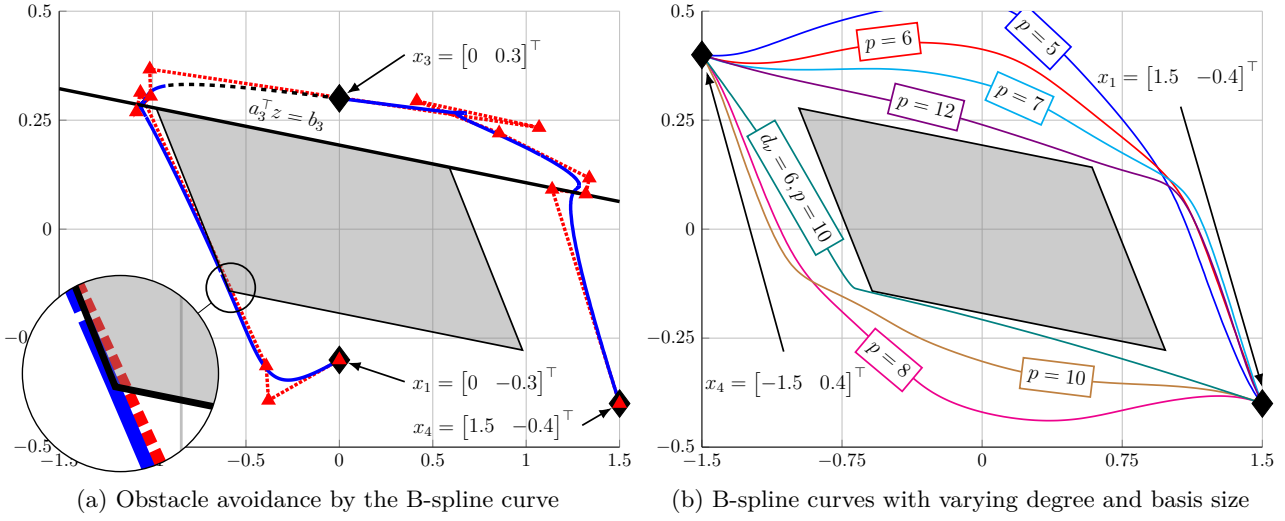 0.5
0.25
0
−0
−0.5
−1.5
−1
−0.5
0
0.5
1
1.5
x₃ = [0 0.3]^⊤
a₃^⊤ z = b₃
x₁ = [0 −0.3]^⊤
x₄ = [1.5 −0.4]^⊤
(a) Obstacle avoidance by the B-spline curve
0.5
0.25
0
−0.25
−0.5
−1.5
−0.75
0
0.75
1.5
p = 5
p = 6
p = 7
p = 12
x₁ = [1.5 −0.4]^⊤
d_ν = 6, p = 10
p = 8
p = 10
x₄ = [−1.5 0.4]^⊤
(b) B-spline curves with varying degree and basis size